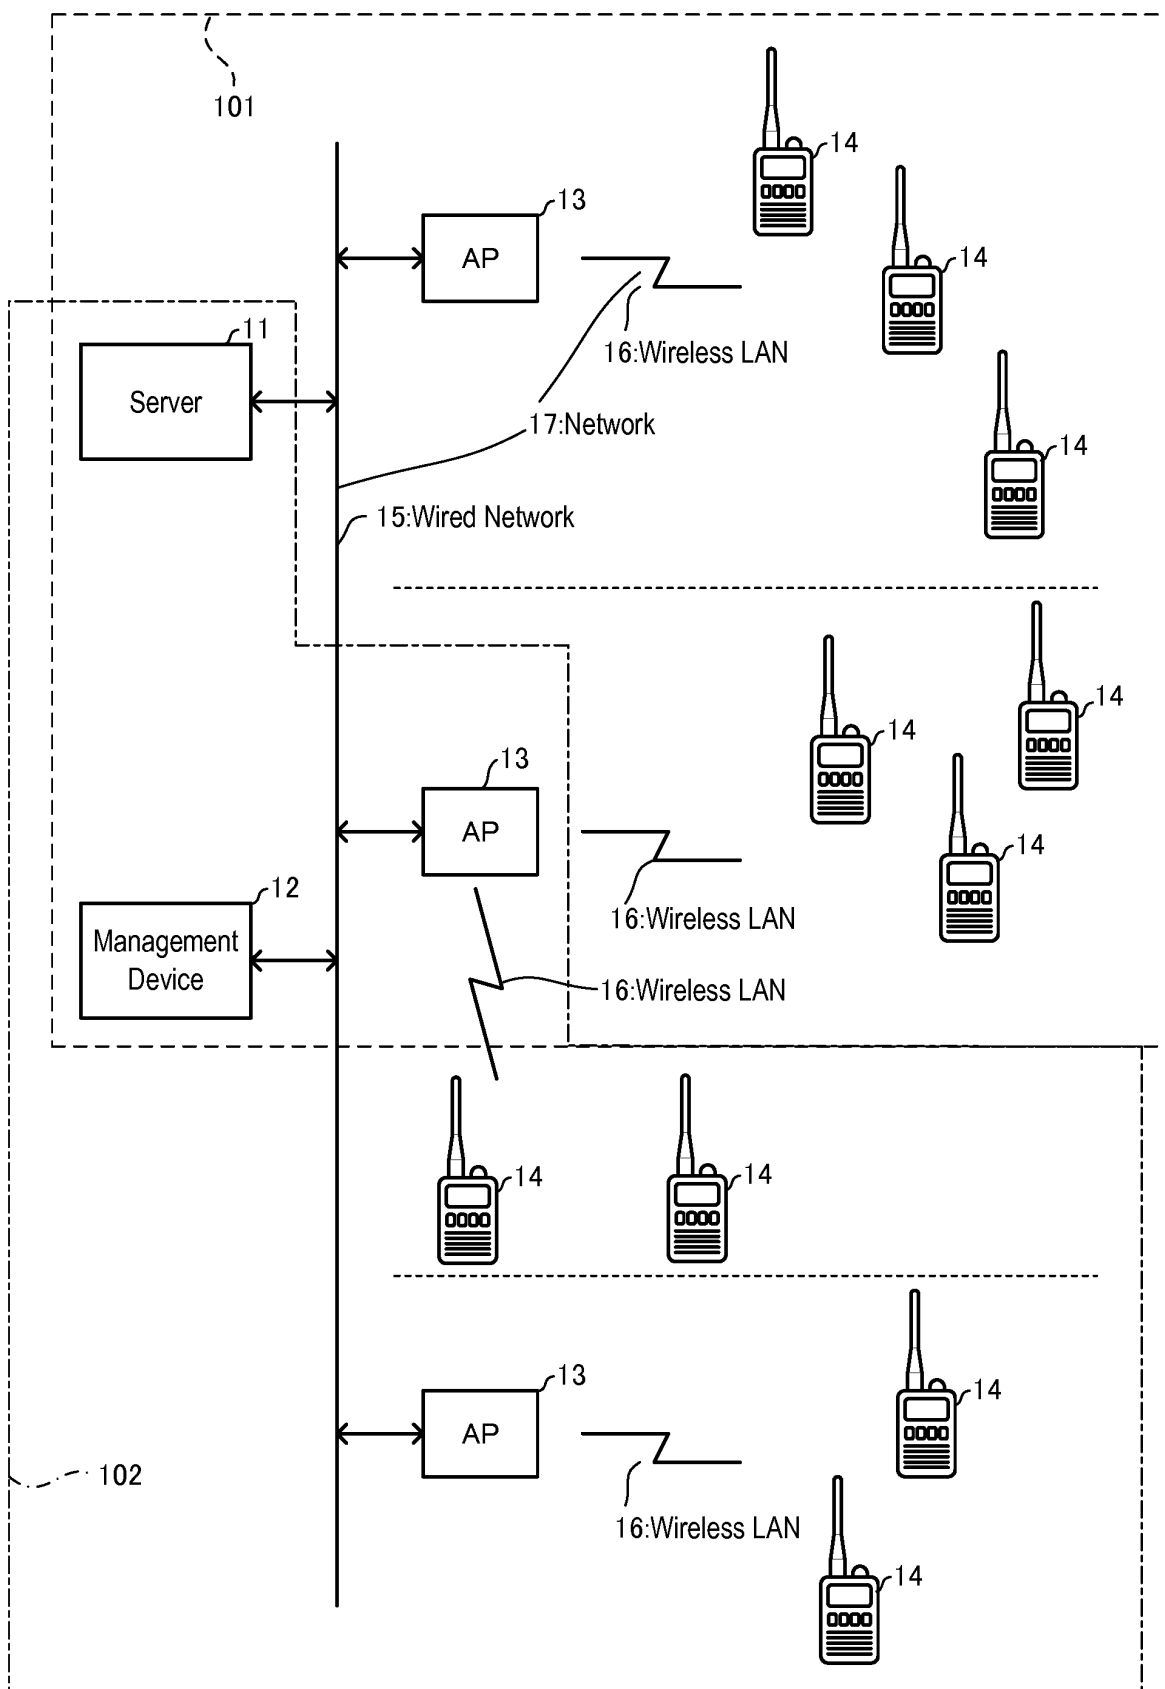 101
14
13
14
AP
11
16:Wireless LAN
Server
14
17:Network
15:Wired Network
14
14
13
AP
14
12
16:Wireless LAN
Management
Device
16:Wireless LAN
14
14
13
14
AP
102
16:Wireless LAN
14